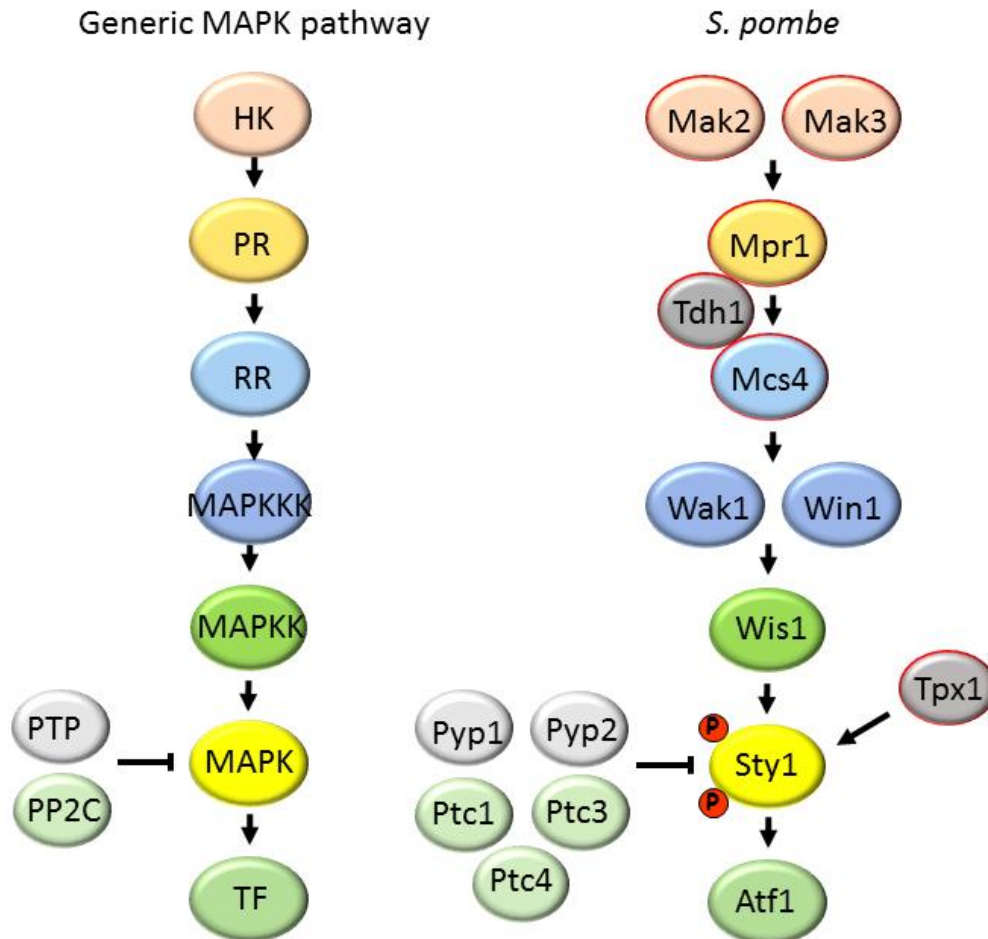 Generic MAPK pathway
HK
PR
RR
MAPKKK
MAPKK
PTP
MAPK
PP2C
TF
S. pombe
Mak2 Mak3
Mpr1
Tdh1
Mcs4
Wak1 Win1
Wis1
Tpx1
Pyp1 Pyp2
P
Sty1
P
Ptc1 Ptc3
Ptc4
Atf1